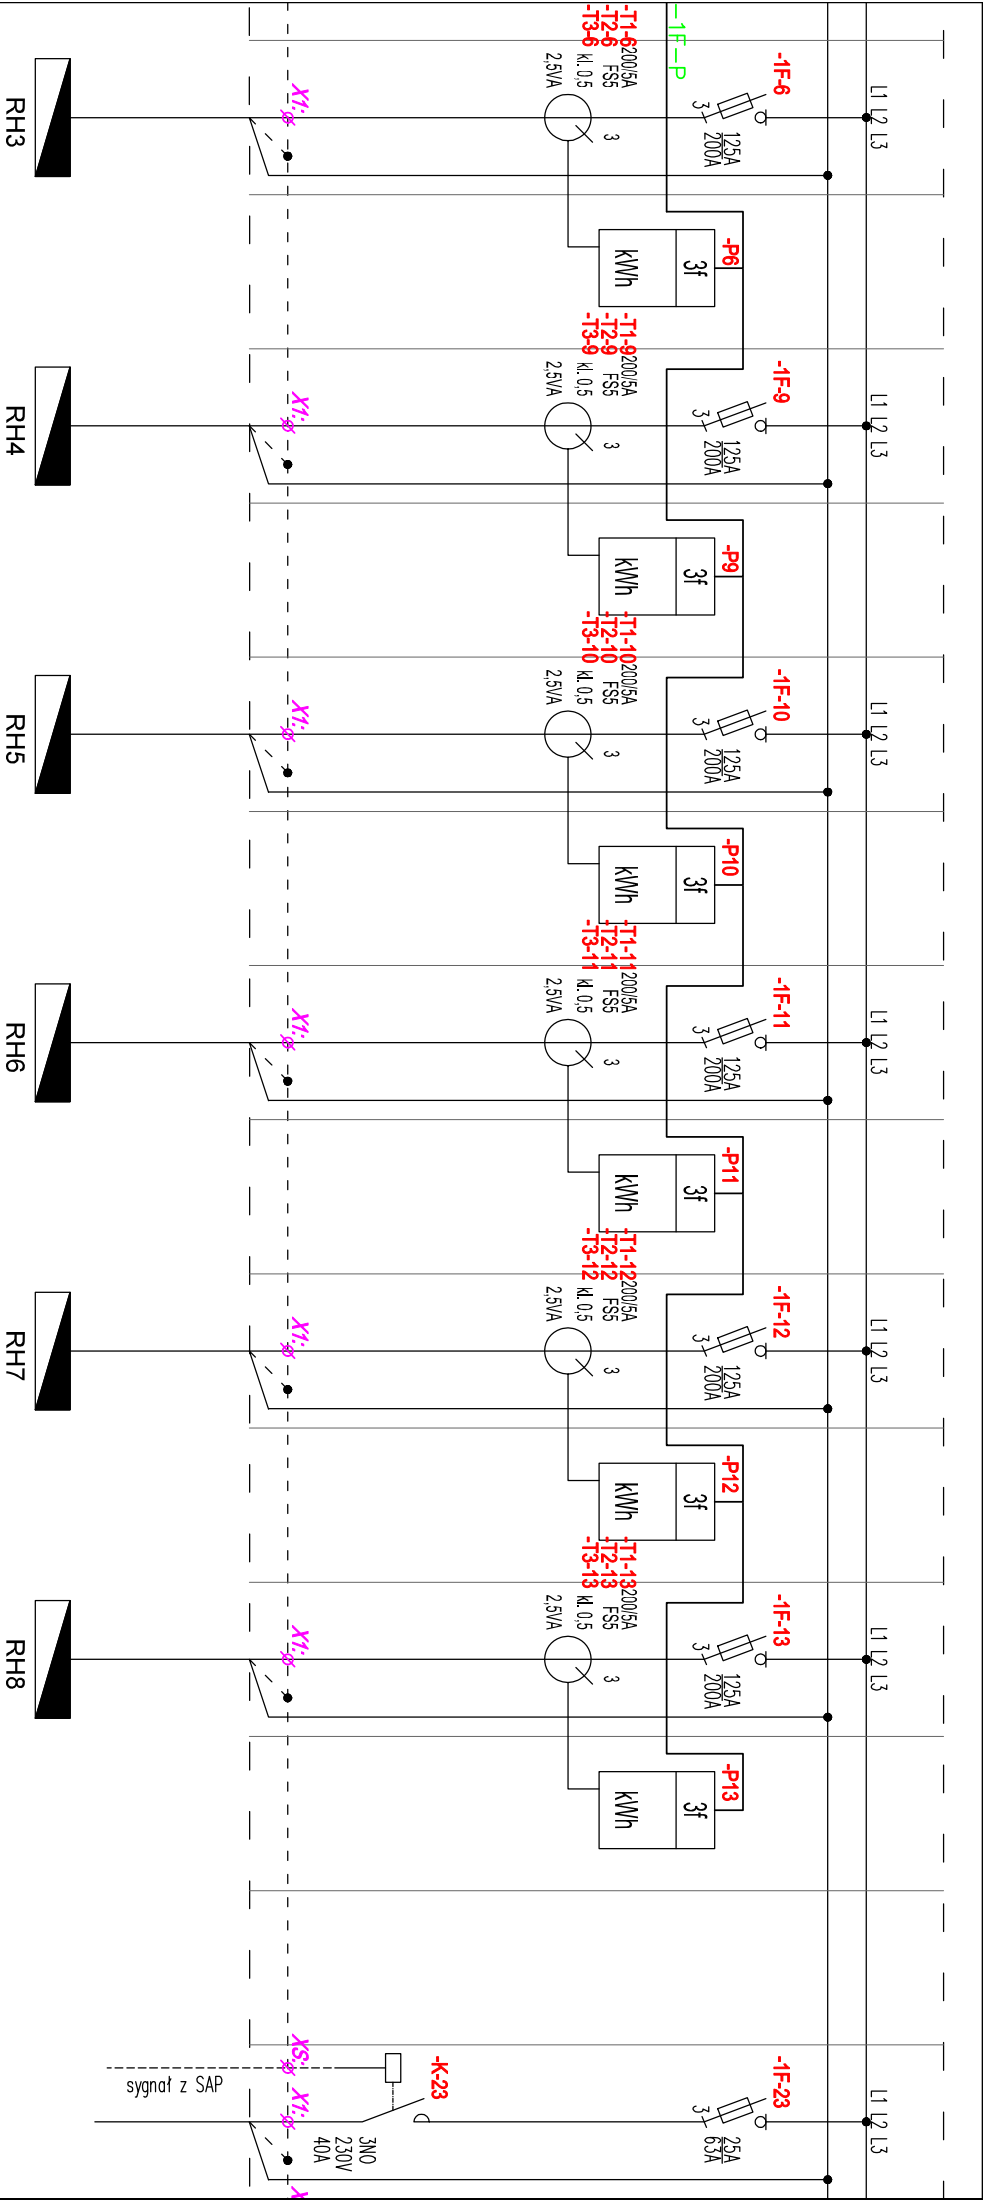 -1F-P
-T1-6
-T2-6
-T3-6
200/5A
FS5
kl. 0,5
2,5VA
3
-1F-6
3
125A
200A
L1 L2 L3
X1:
RH3
-P6
3f
kWh
-T1-9
-T2-9
-T3-9
200/5A
FS5
kl. 0,5
2,5VA
3
-1F-9
3
125A
200A
L1 L2 L3
X1:
RH4
-P9
3f
kWh
-T1-10
-T2-10
-T3-10
200/5A
FS5
kl. 0,5
2,5VA
3
-1F-10
3
125A
200A
L1 L2 L3
X1:
RH5
-P10
3f
kWh
-T1-11
-T2-11
-T3-11
200/5A
FS5
kl. 0,5
2,5VA
3
-1F-11
3
125A
200A
L1 L2 L3
X1:
RH6
-P11
3f
kWh
-T1-12
-T2-12
-T3-12
200/5A
FS5
kl. 0,5
2,5VA
3
-1F-12
3
125A
200A
L1 L2 L3
X1:
RH7
-P12
3f
kWh
-T1-13
-T2-13
-T3-13
200/5A
FS5
kl. 0,5
2,5VA
3
-1F-13
3
125A
200A
L1 L2 L3
X1:
RH8
-P13
3f
kWh
L1 L2 L3
-1F-23
3
25A
63A
-K-23
3NO
230V
40A
XS:
X1:
sygnał z SAP